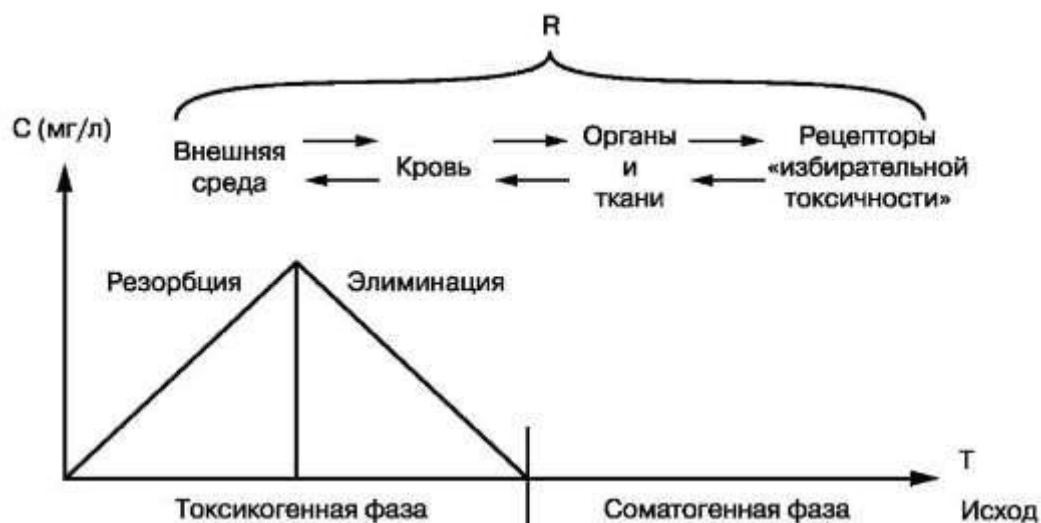 R
С (мг/л)
Внешняя
среда
Кровь
Органы
и
ткани
Рецепторы
«избирательной
токсичности»
Резорбция
Элиминация
Т
Токсикогенная фаза
Соматогенная фаза
Исход